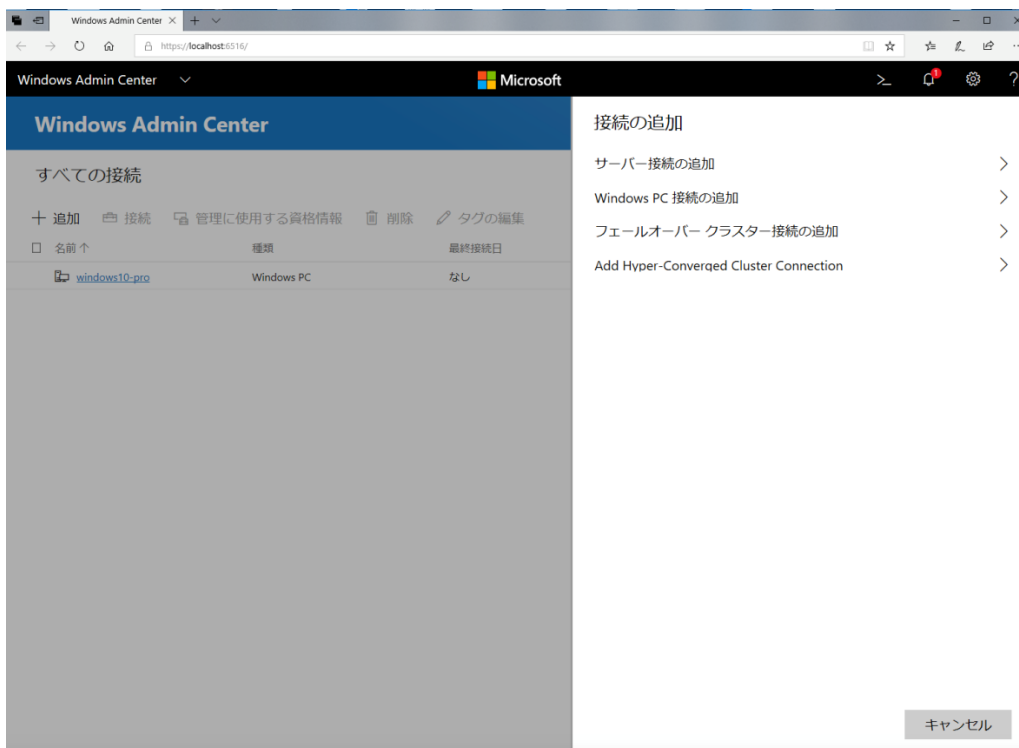 Windows Admin Center
https://localhost:6516/
Windows Admin Center
Microsoft
>_
1
?
Windows Admin Center
すべての接続
追加 接続 管理に使用する資格情報 削除 タグの編集
名前 種類 最終接続日
windows10-pro Windows PC なし
接続の追加
サーバー接続の追加
Windows PC 接続の追加
フェールオーバー クラスター接続の追加
Add Hyper-Converged Cluster Connection
キャンセル